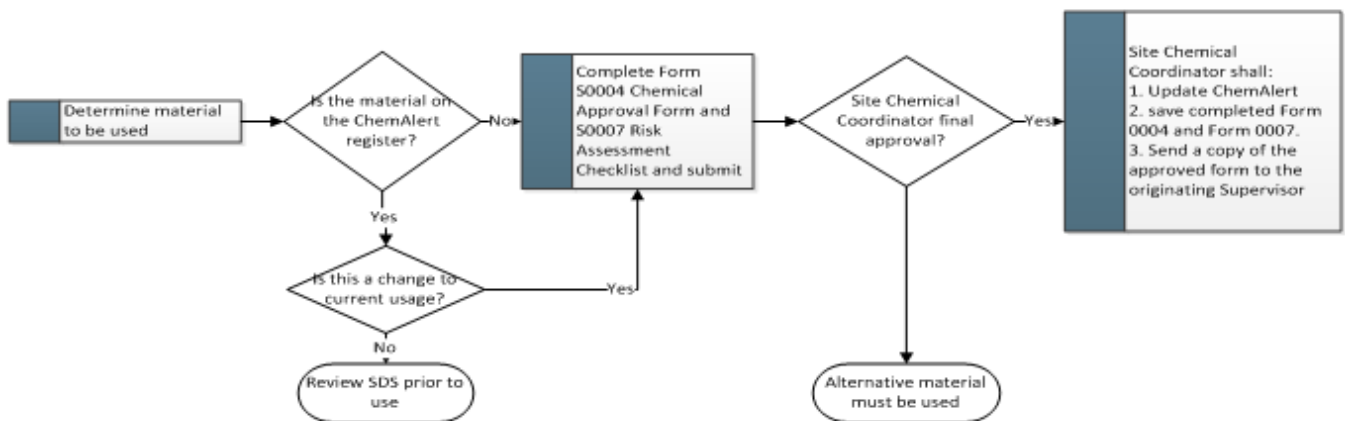 Determine material
to be used
Is the material on
the ChemAlert
register?
No
Complete Form
S0004 Chemical
Approval Form and
S0007 Risk
Assessment
Checklist and submit
Site Chemical
Coordinator final
approval?
Yes
Site Chemical
Coordinator shall:
1. Update ChemAlert
2. save completed Form
0004 and Form 0007.
3. Send a copy of the
approved form to the
originating Supervisor
Yes
Is this a change to
current usage?
Yes
No
Review SDS prior to
use
Alternative material
must be used